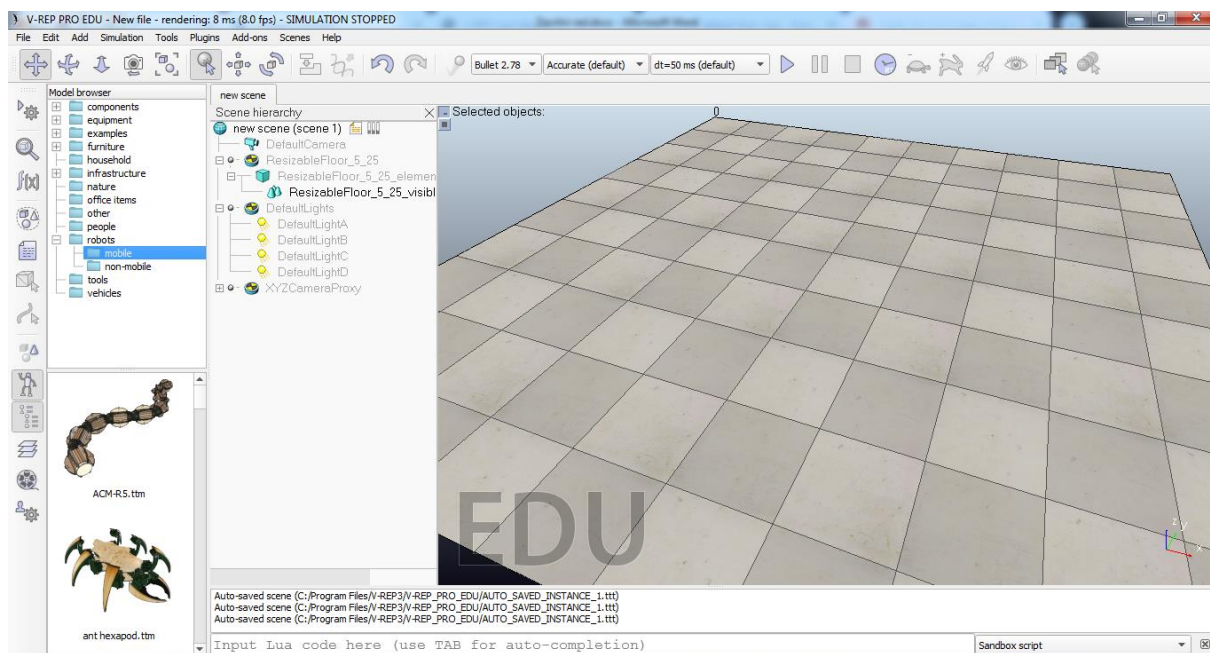 V-REP PRO EDU - New file - rendering: 8 ms (8.0 fps) - SIMULATION STOPPED
File Edit Add Simulation Tools Plugins Add-ons Scenes Help
Bullet 2.78 Accurate (default) dt=50 ms (default)
Model browser
components
equipment
examples
furniture
household
infrastructure
nature
office items
other
people
robots
mobile
non-mobile
tools
vehicles
f(x)
ACM-R5.ttm
ant hexapod.ttm
new scene
Scene hierarchy
new scene (scene 1)
DefaultCamera
ResizableFloor_5_25
ResizableFloor_5_25_elemen
ResizableFloor_5_25_visibl
DefaultLights
DefaultLightA
DefaultLightB
DefaultLightC
DefaultLightD
XYZCameraProxy
Selected objects:
0
EDU
z y
x
Auto-saved scene (C:/Program Files/V-REP3/V-REP_PRO_EDU/AUTO_SAVED_INSTANCE_1.ttt)
Auto-saved scene (C:/Program Files/V-REP3/V-REP_PRO_EDU/AUTO_SAVED_INSTANCE_1.ttt)
Auto-saved scene (C:/Program Files/V-REP3/V-REP_PRO_EDU/AUTO_SAVED_INSTANCE_1.ttt)
Input Lua code here (use TAB for auto-completion)
Sandbox script